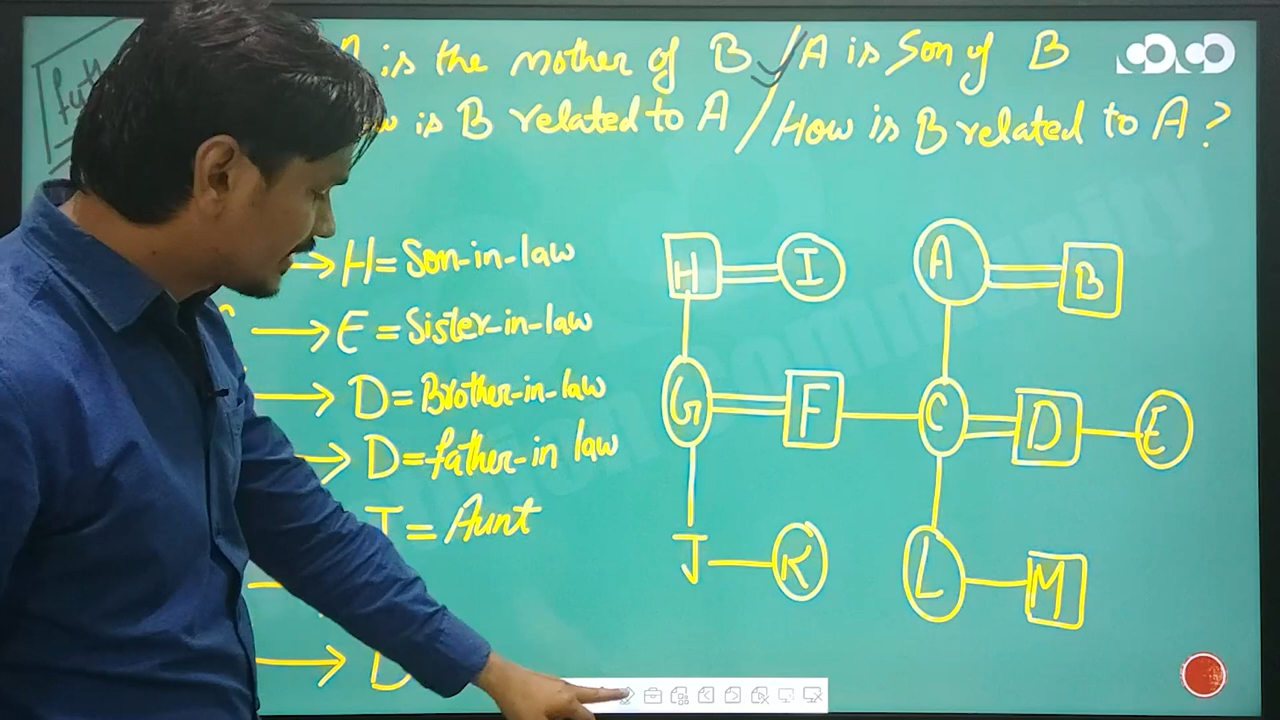 is the mother of B / A is Son of B
is B related to A / How is B related to A ?
→ H = Son-in-law
→ E = Sister-in-law
→ D = Brother-in-law
→ D = father-in law
= Aunt
→
H = I
A = B
G = F — C = D — E
J — K
L — M